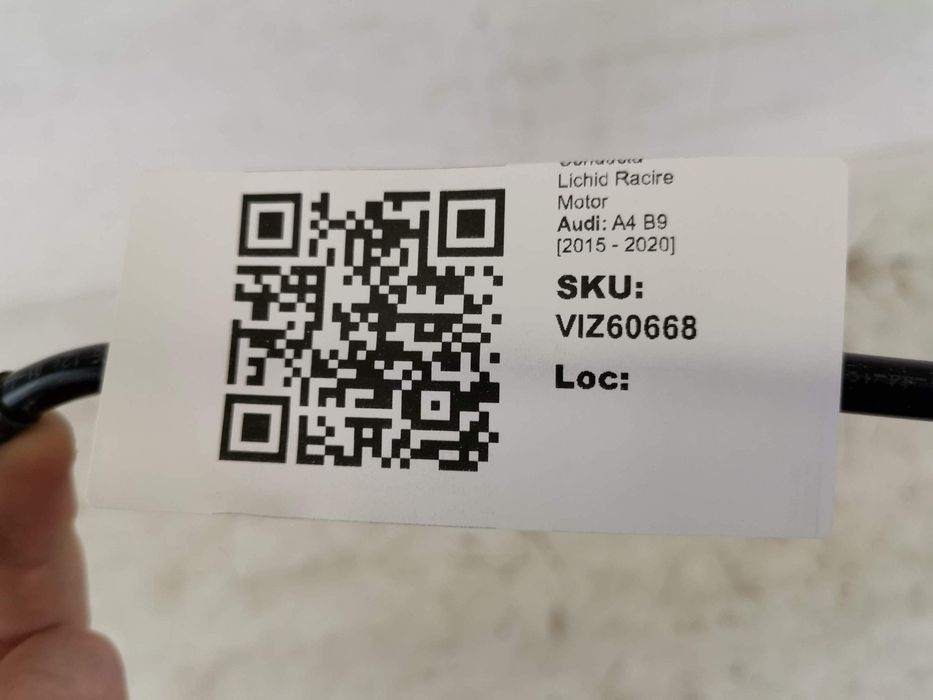 Lichid Racire
Motor
Audi: A4 B9
[2015 - 2020]
SKU:
VIZ60668
Loc: